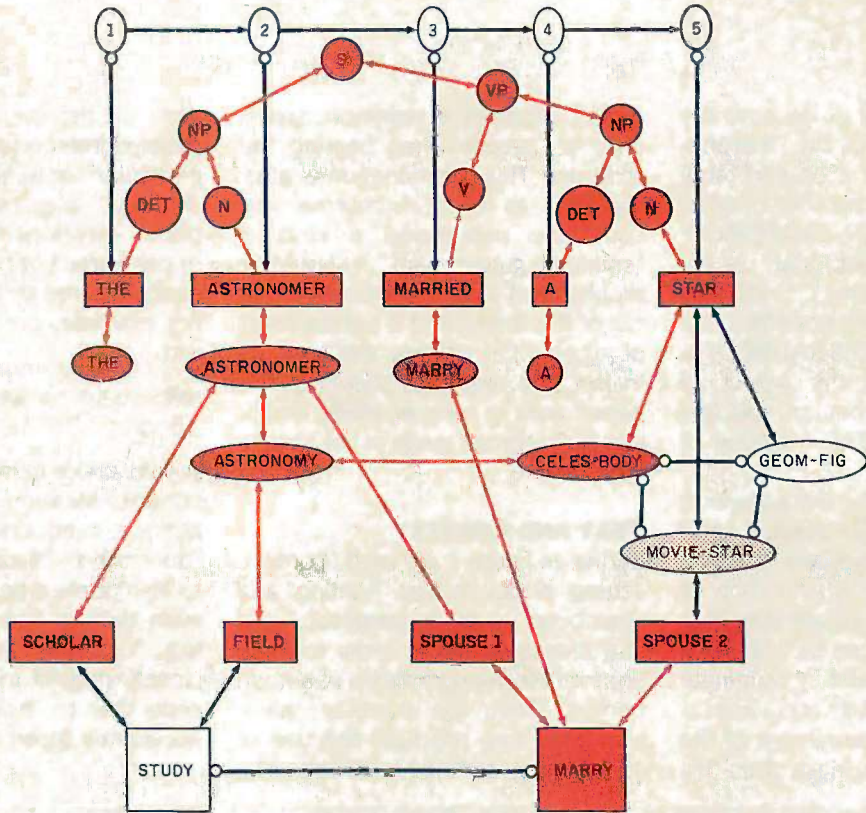 1 2 3 4 5
S
VP
NP NP
V
DET N DET N
THE ASTRONOMER MARRIED A STAR
THE ASTRONOMER MARRY A
ASTRONOMY CELES-BODY GEOM-FIG
MOVIE-STAR
SCHOLAR FIELD SPOUSE 1 SPOUSE 2
STUDY MARRY